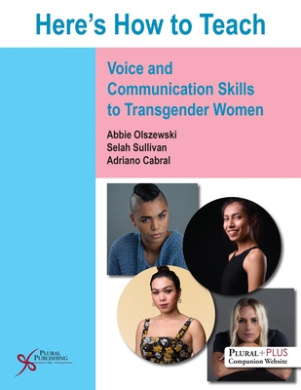 Here's How to Teach
Voice and
Communication Skills
to Transgender Women
Abbie Olszewski
Selah Sullivan
Adriano Cabral
PLURAL+PLUS
Companion Website
PLURAL
PUBLISHING